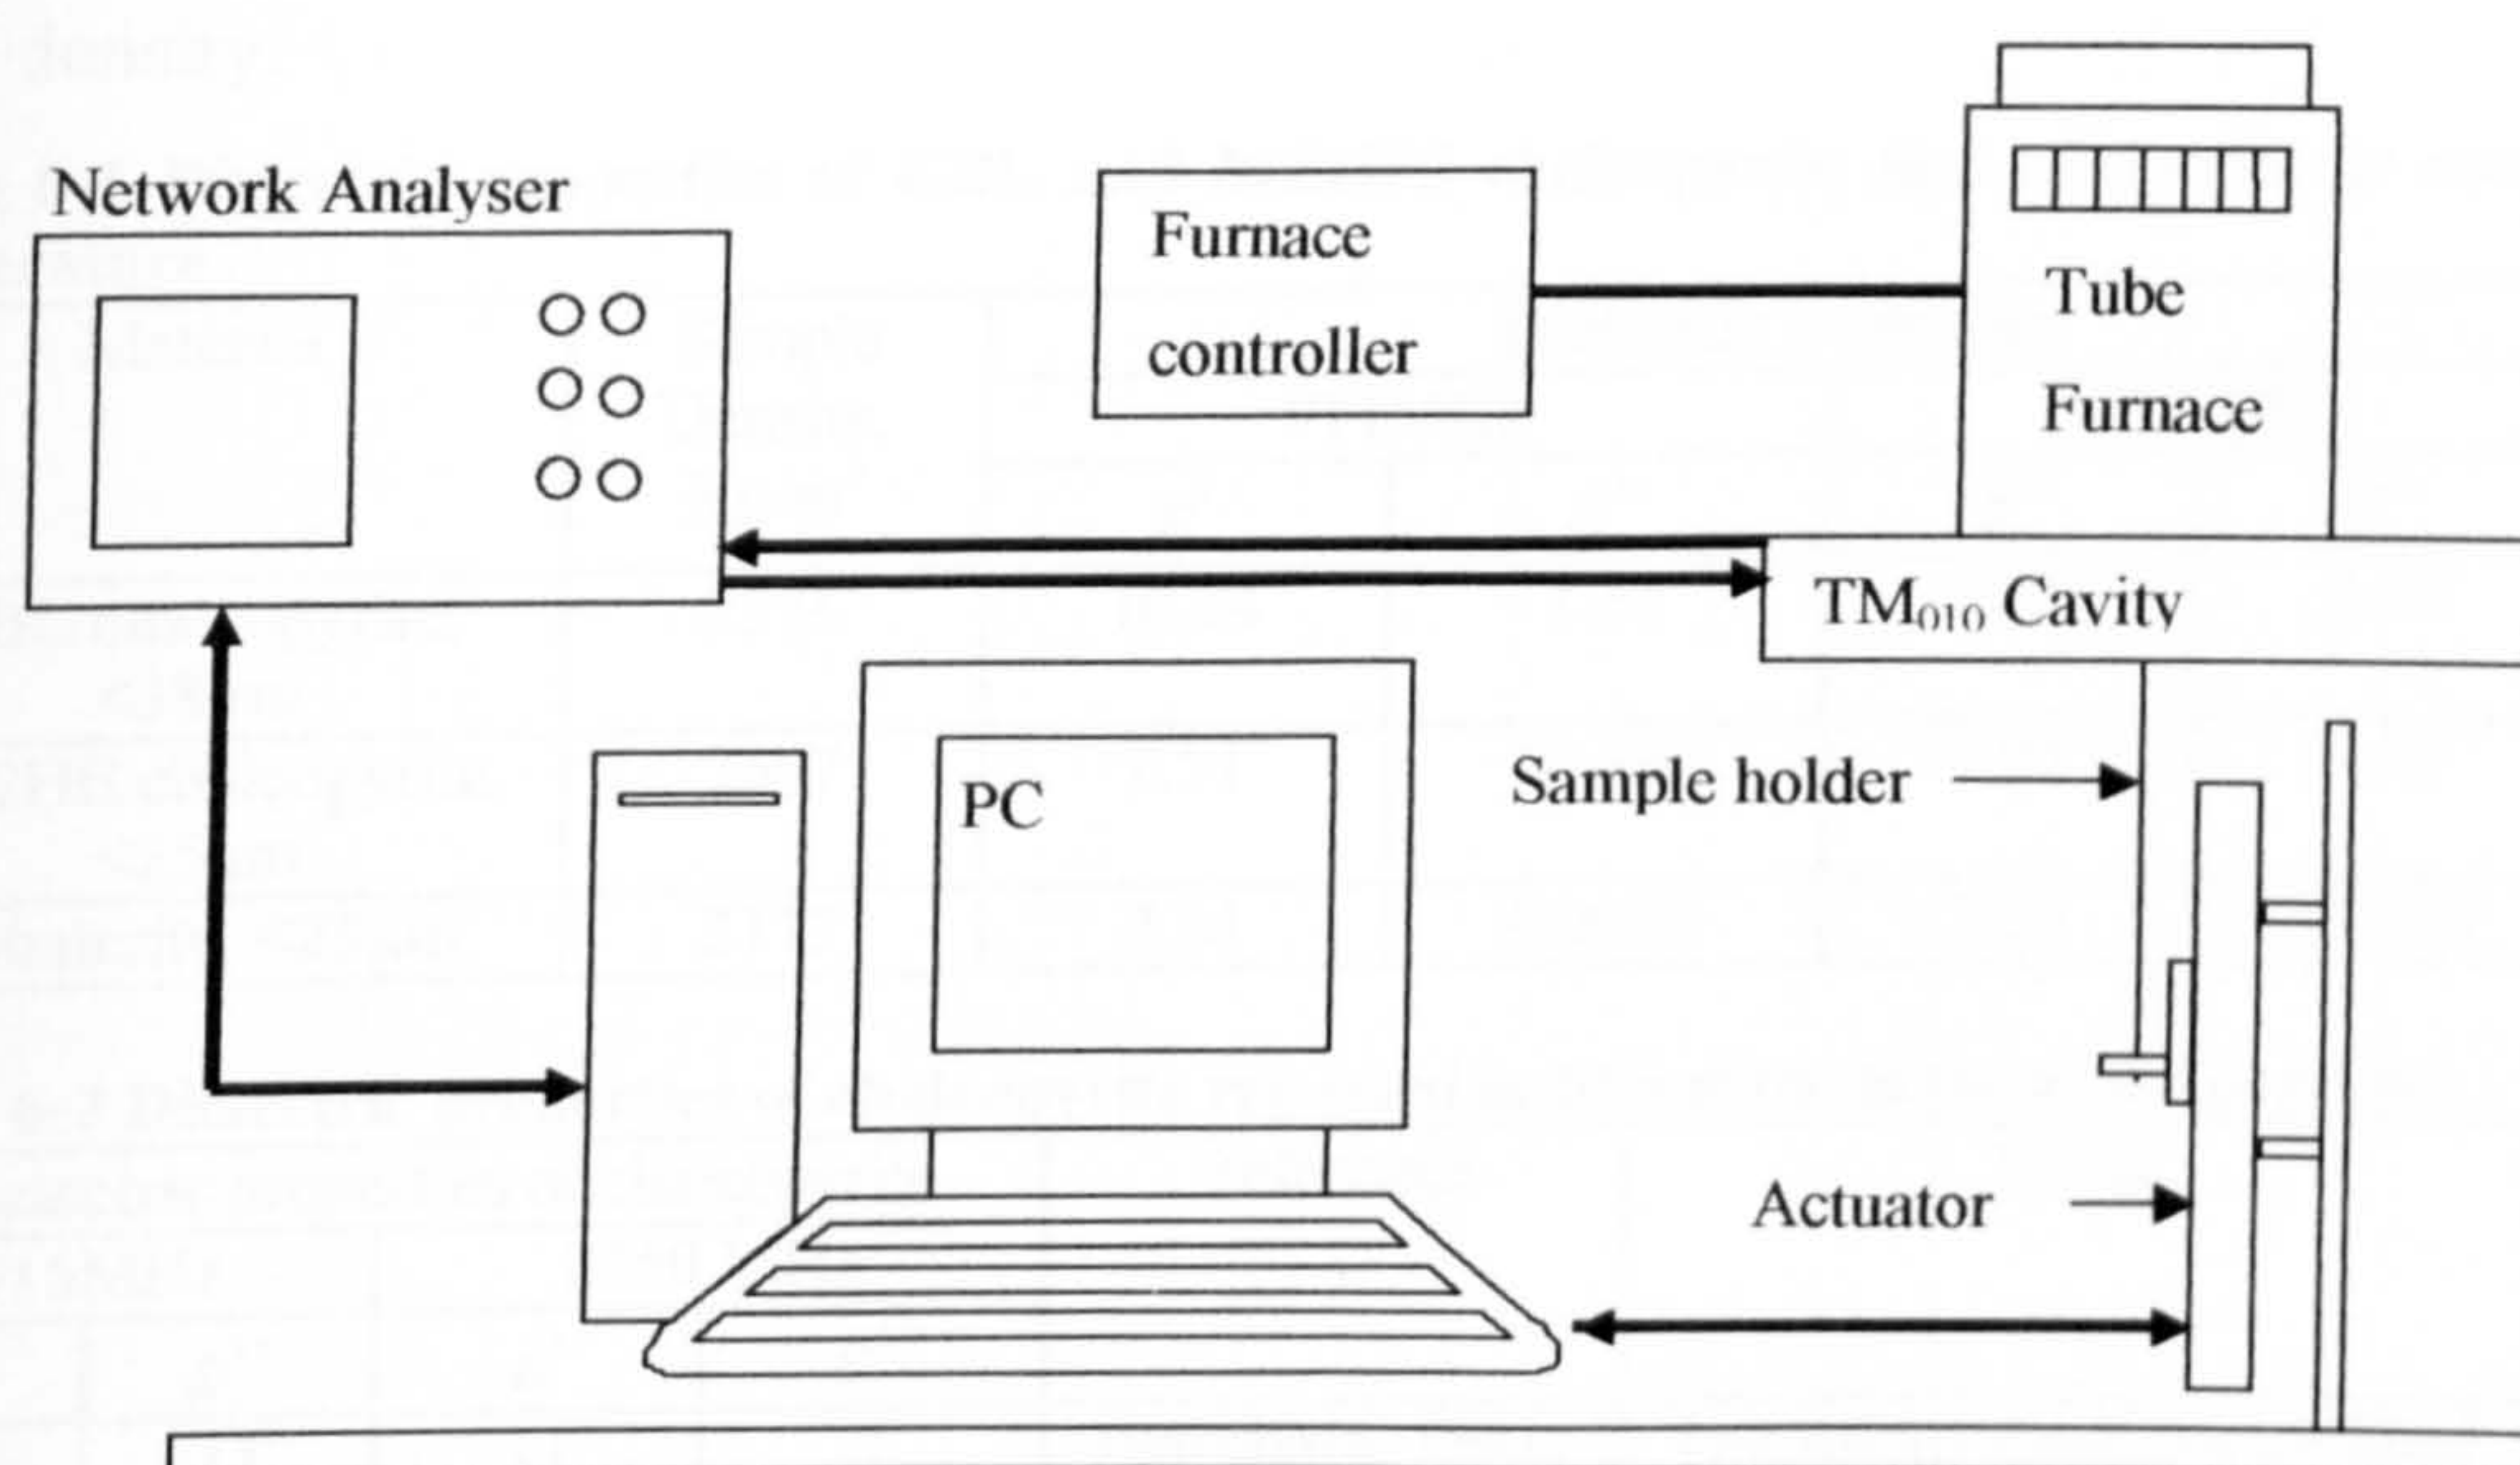 Network Analyser
Furnace
controller
Tube
Furnace
TM₀₁₀ Cavity
PC
Sample holder
Actuator